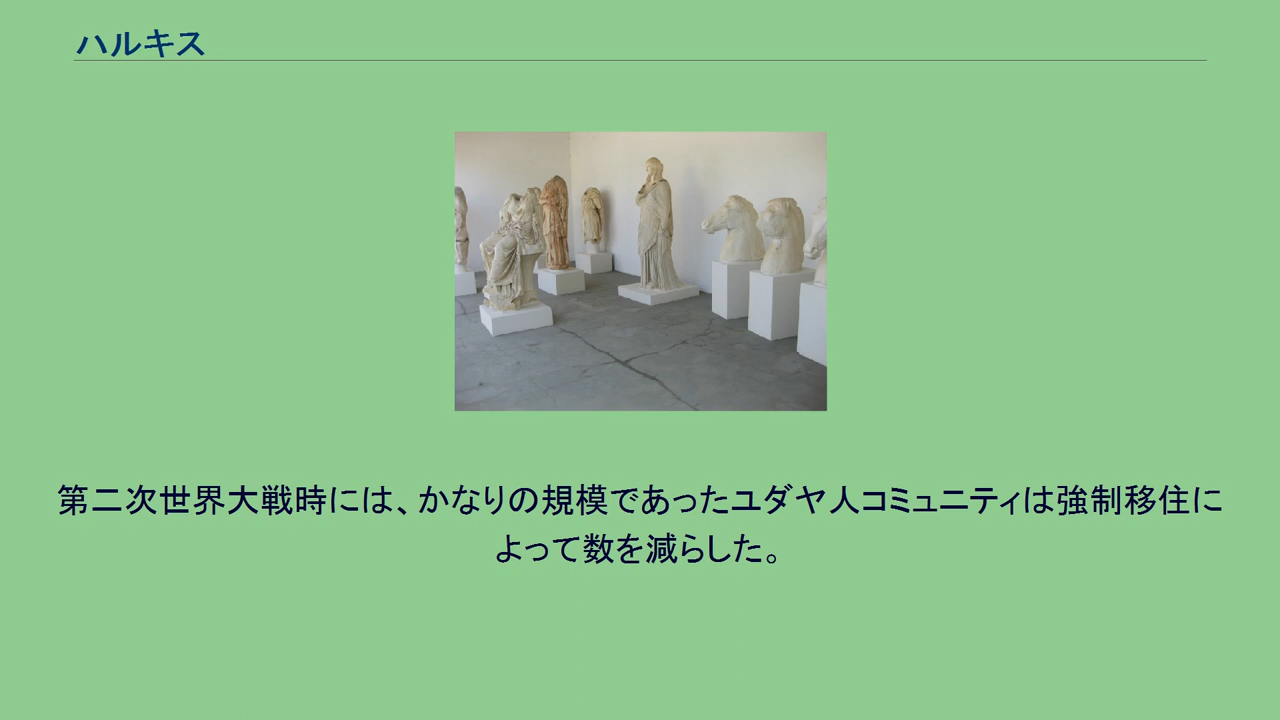 ハルキス
第二次世界大戦時には、かなりの規模であったユダヤ人コミュニティは強制移住に
よって数を減らした。